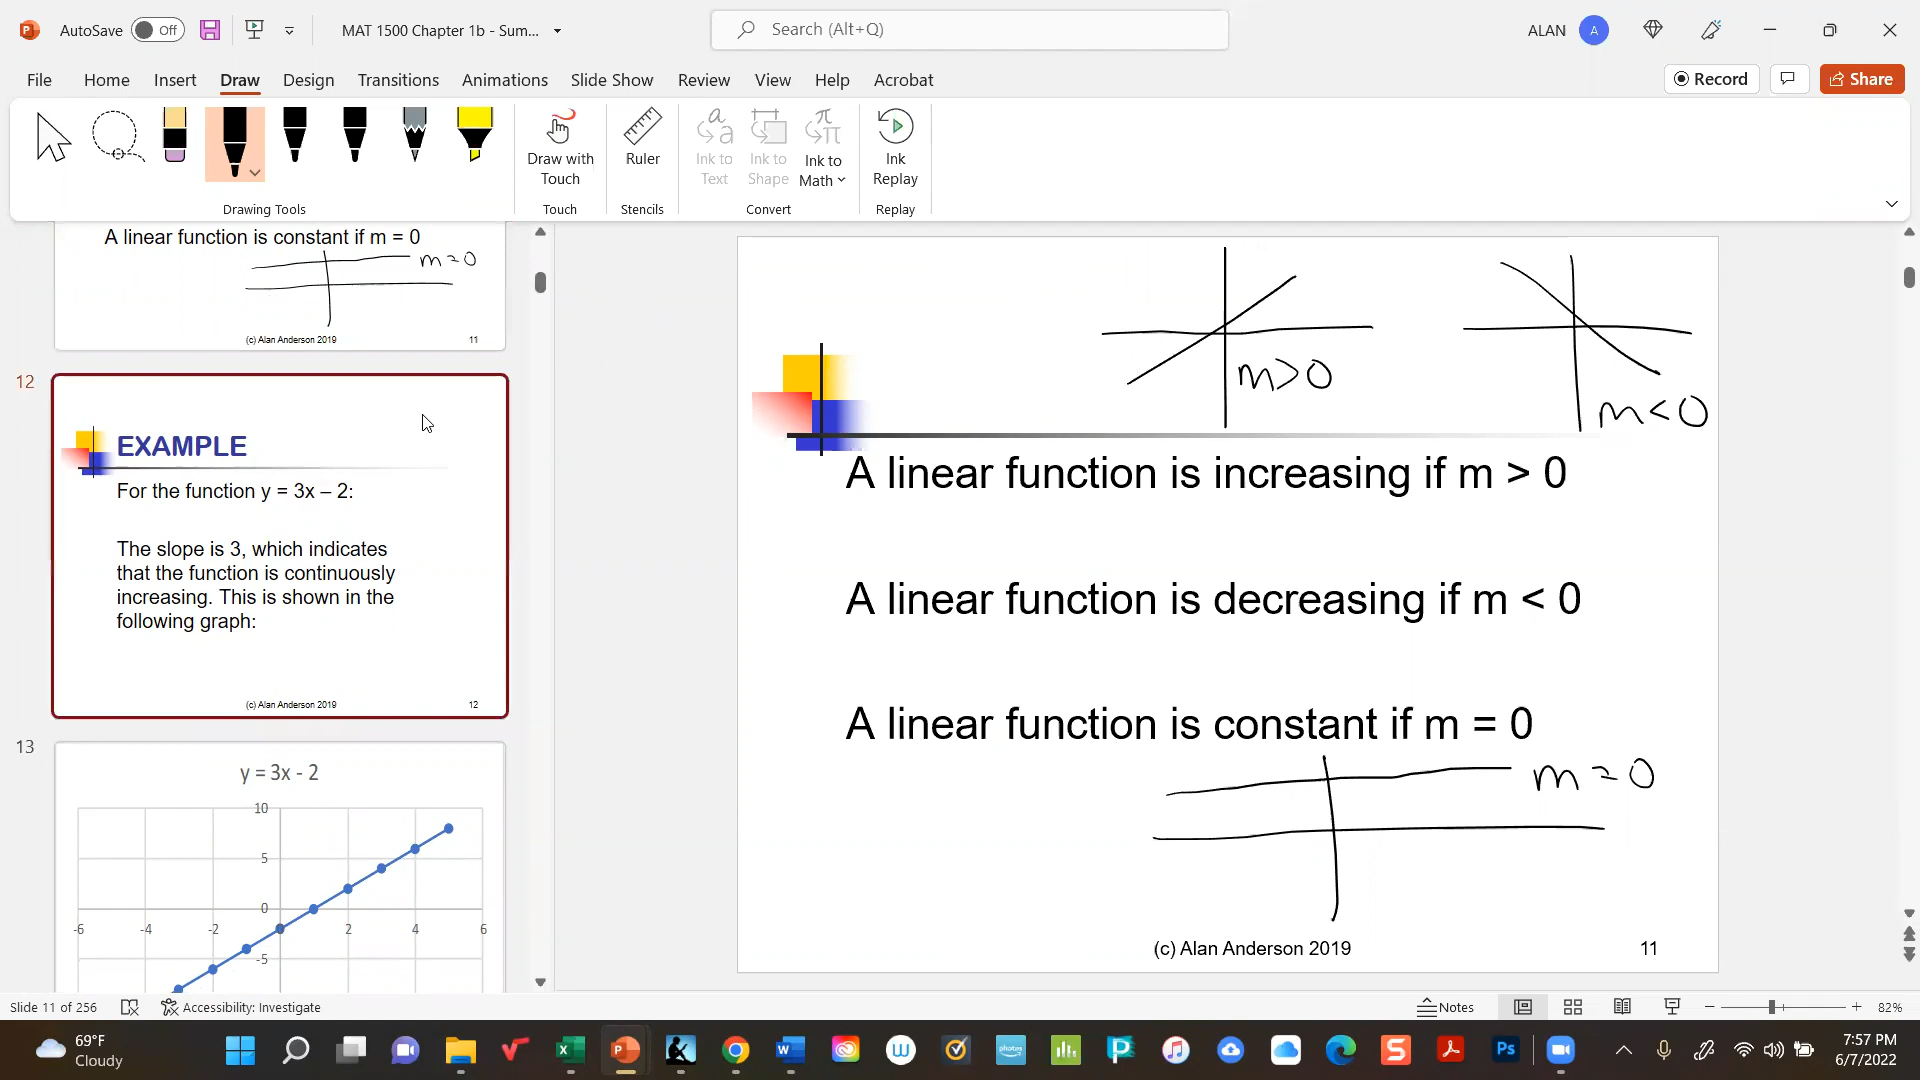 AutoSave Off
MAT 1500 Chapter 1b - Sum...
Search (Alt+Q)
ALAN A
File Home Insert Draw Design Transitions Animations Slide Show Review View Help Acrobat
Record
Share
Draw with Touch
Ruler
Ink to Text
Ink to Shape
Ink to Math
Ink Replay
Drawing Tools
Touch
Stencils
Convert
Replay
A linear function is constant if m = 0
m=0
(c) Alan Anderson 2019
11
12
EXAMPLE
For the function y = 3x – 2:
The slope is 3, which indicates
that the function is continuously
increasing. This is shown in the
following graph:
(c) Alan Anderson 2019
12
13
y = 3x - 2
10
5
0
-6 -4 -2 2 4 6
-5
m>0
m<0
A linear function is increasing if m > 0
A linear function is decreasing if m < 0
A linear function is constant if m = 0
m=0
(c) Alan Anderson 2019
11
Slide 11 of 256
Accessibility: Investigate
Notes
82%
69°F
Cloudy
7:57 PM
6/7/2022